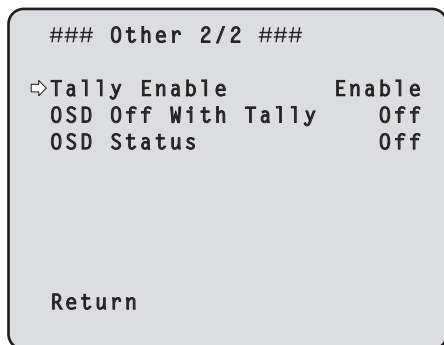 ### Other 2/2 ###
⇨Tally Enable Enable
OSD Off With Tally Off
OSD Status Off
Return